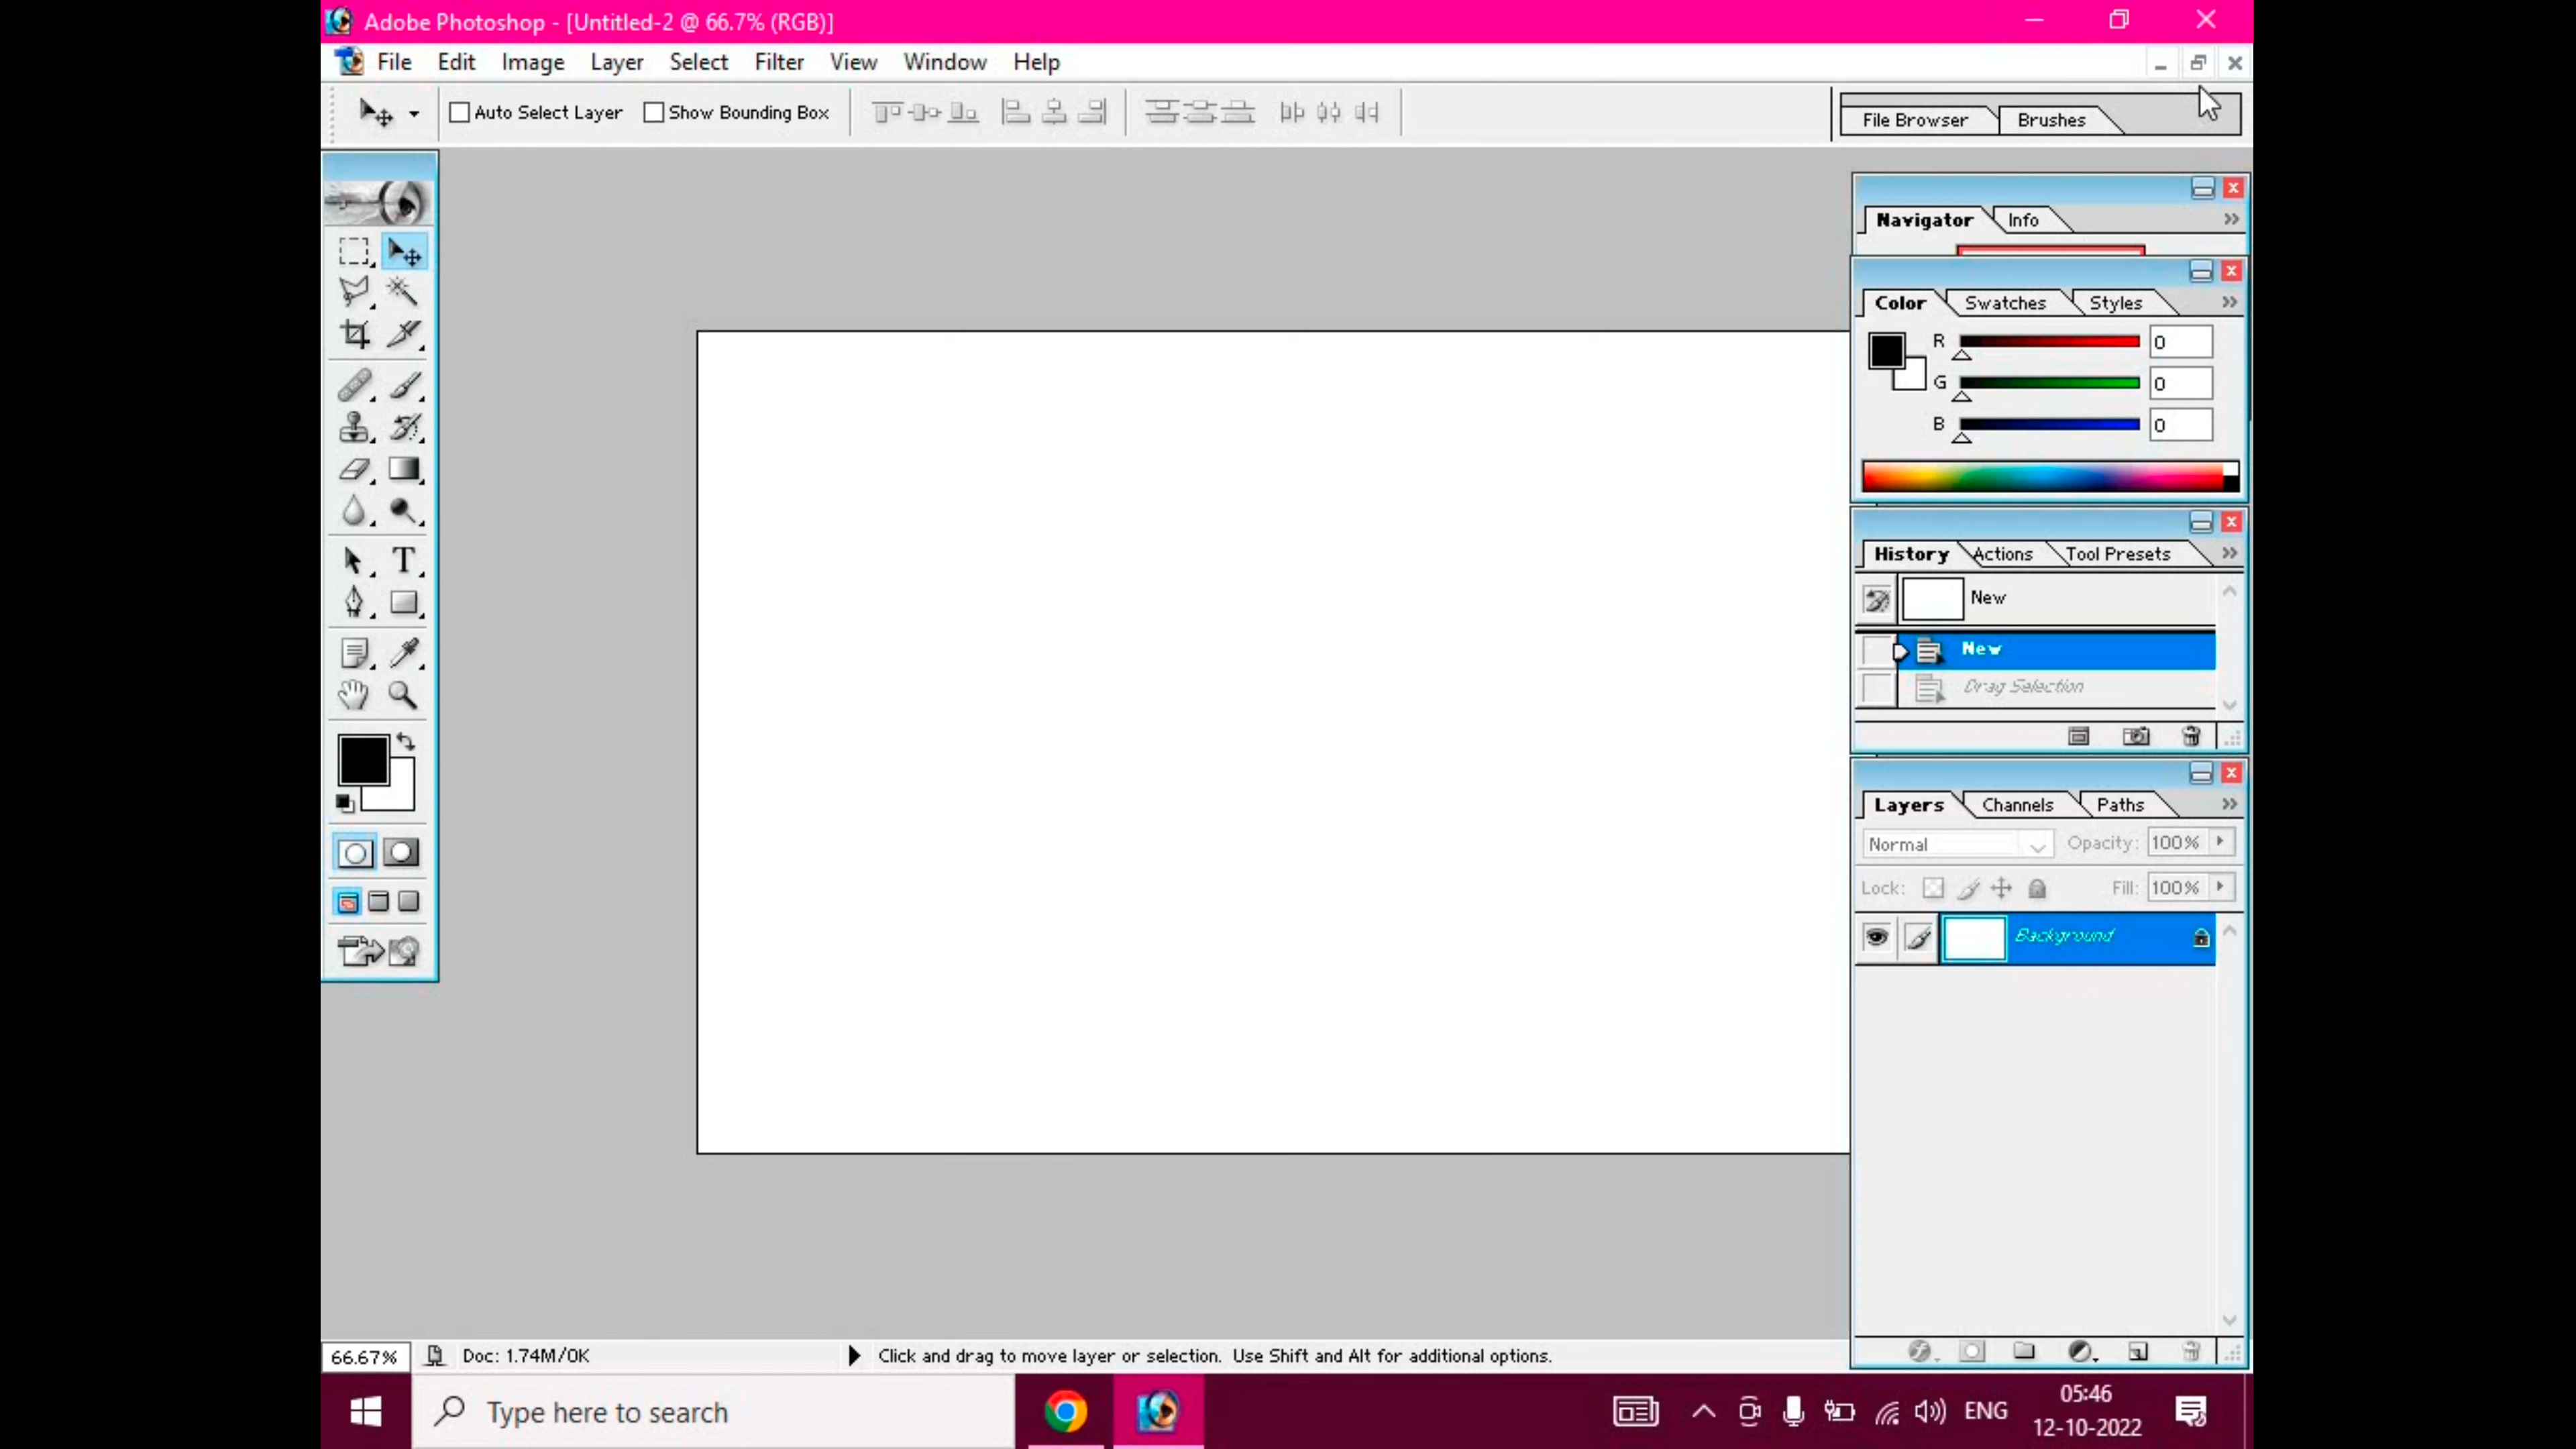 Adobe Photoshop - [Untitled-2 @ 66.7% (RGB)]
File Edit Image Layer Select Filter View Window Help
Auto Select Layer Show Bounding Box
File Browser Brushes
Navigator Info
Color Swatches Styles
R 0
G 0
B 0
History Actions Tool Presets
New
New
Drag Selection
Layers Channels Paths
Normal Opacity: 100%
Lock: Fill: 100%
Background
66.67% Doc: 1.74M/0K Click and drag to move layer or selection. Use Shift and Alt for additional options.
Type here to search
ENG
05:46
12-10-2022